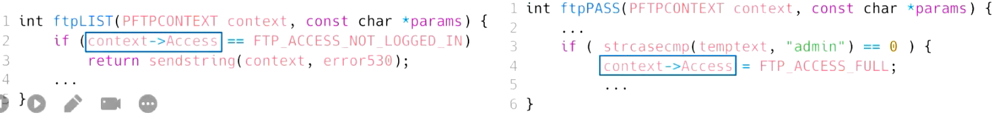 1 int ftpLIST(PFTPCONTEXT context, const char *params) {
2 if (context->Access == FTP_ACCESS_NOT_LOGGED_IN)
3 return sendstring(context, error530);
4 ...
5 }
1 int ftpPASS(PFTPCONTEXT context, const char *params) {
2 ...
3 if ( strcasecmp(temptext, "admin") == 0 ) {
4 context->Access = FTP_ACCESS_FULL;
5 ...
6 }